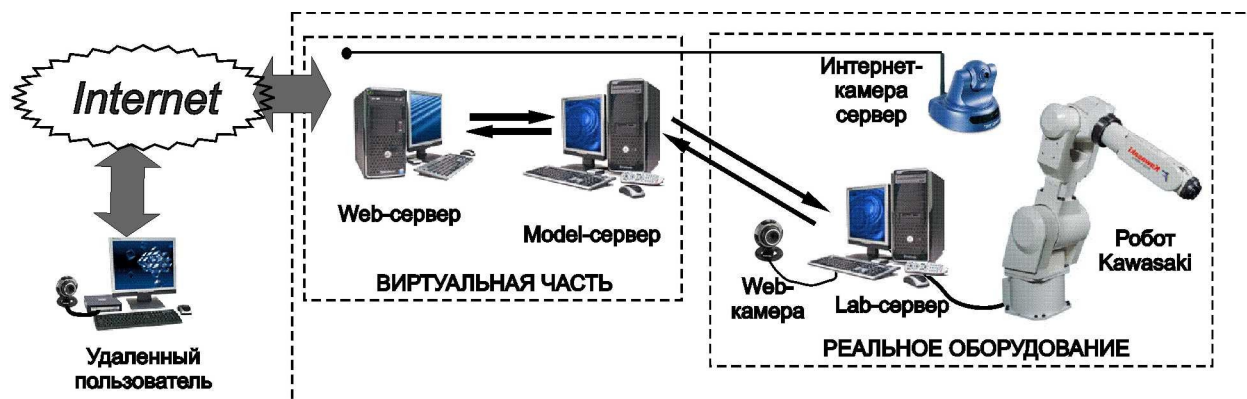 Internet
Web-сервер
Model-сервер
ВИРТУАЛЬНАЯ ЧАСТЬ
Интернет-
камера
сервер
Kawasaki
Робот
Kawasaki
Web-
камера
Lab-сервер
РЕАЛЬНОЕ ОБОРУДОВАНИЕ
Удаленный
пользователь